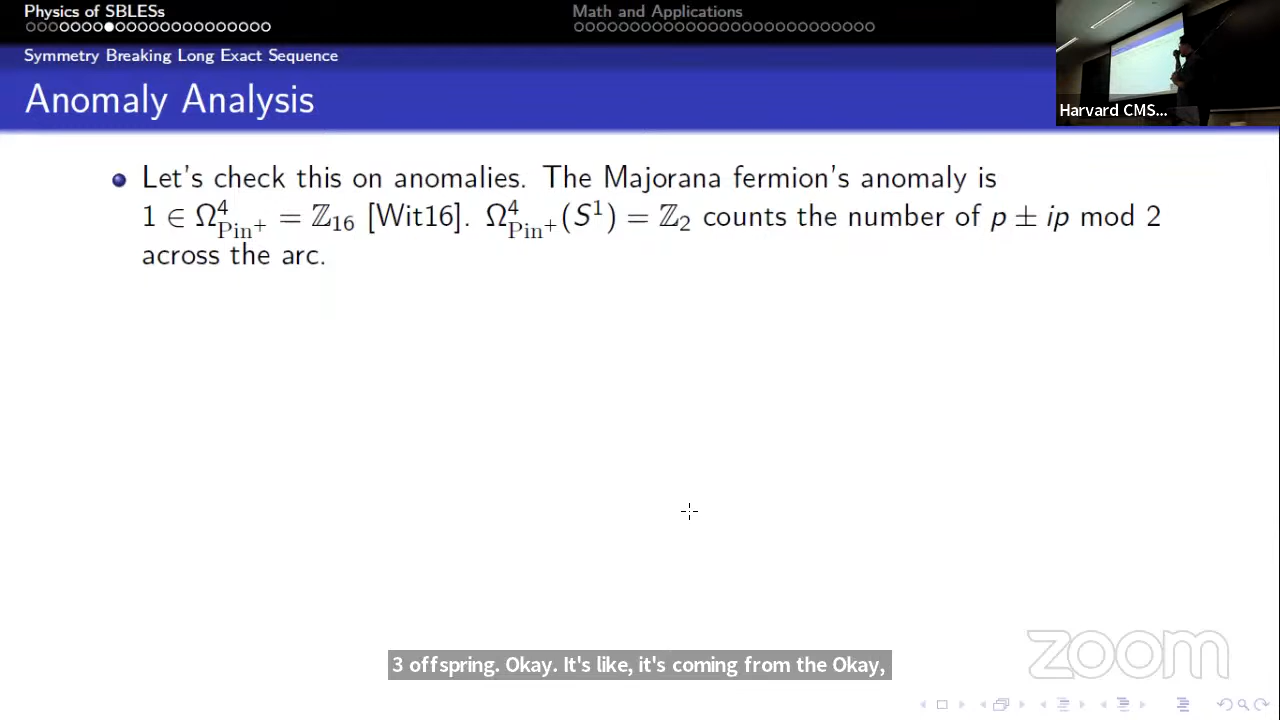 Physics of SBLESs
Math and Applications
Symmetry Breaking Long Exact Sequence
Anomaly Analysis
Harvard CMS...
Let's check this on anomalies. The Majorana fermion's anomaly is
1 ∈ Ω⁴_Pin⁺ = ℤ₁₆ [Wit16]. Ω⁴_Pin⁺(S¹) = ℤ₂ counts the number of p ± ip mod 2
across the arc.
3 offspring. Okay. It's like, it's coming from the Okay,
zoom